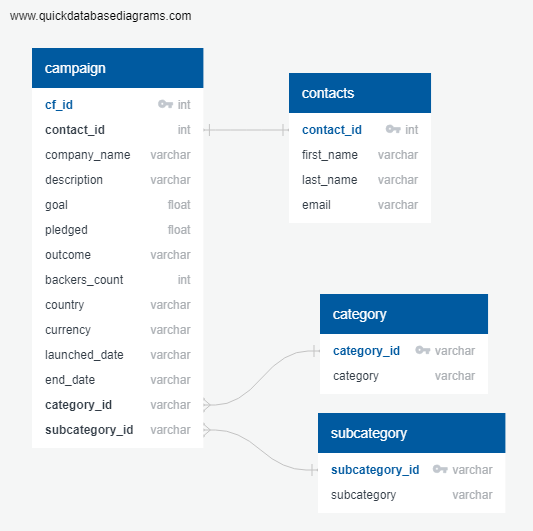 www.quickdatabasediagrams.com
campaign
cf_id int
contact_id int
company_name varchar
description varchar
goal float
pledged float
outcome varchar
backers_count int
country varchar
currency varchar
launched_date varchar
end_date varchar
category_id varchar
subcategory_id varchar
contacts
contact_id int
first_name varchar
last_name varchar
email varchar
category
category_id varchar
category varchar
subcategory
subcategory_id varchar
subcategory varchar